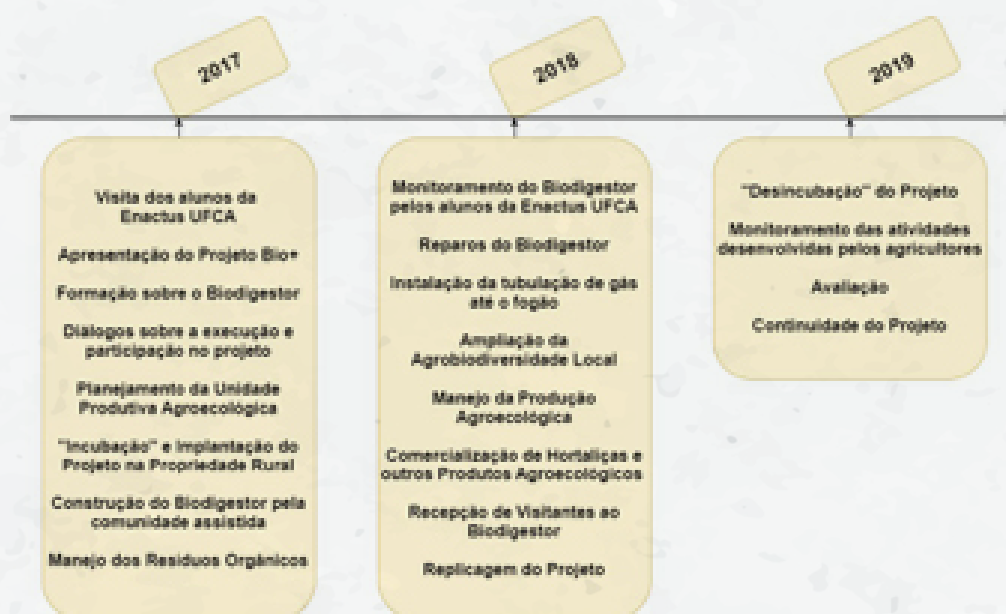 2017
Visita dos alunos da
Enactus UFCA
Apresentação do Projeto Bio+
Formação sobre o Biodigestor
Diálogos sobre a execução e
participação no projeto
Planejamento da Unidade
Produtiva Agroecológica
"Incubação" e Implantação do
Projeto na Propriedade Rural
Construção do Biodigestor pela
comunidade assistida
Manejo dos Resíduos Orgânicos
2018
Monitoramento do Biodigestor
pelos alunos da Enactus UFCA
Reparos do Biodigestor
Instalação da tubulação de gás
até o fogão
Ampliação da
Agrobiodiversidade Local
Manejo da Produção
Agroecológica
Comercialização de Hortaliças e
outros Produtos Agroecológicos
Recepção de Visitantes ao
Biodigestor
Replicagem do Projeto
2019
"Desincubação" do Projeto
Monitoramento das atividades
desenvolvidas pelos agricultores
Avaliação
Continuidade do Projeto